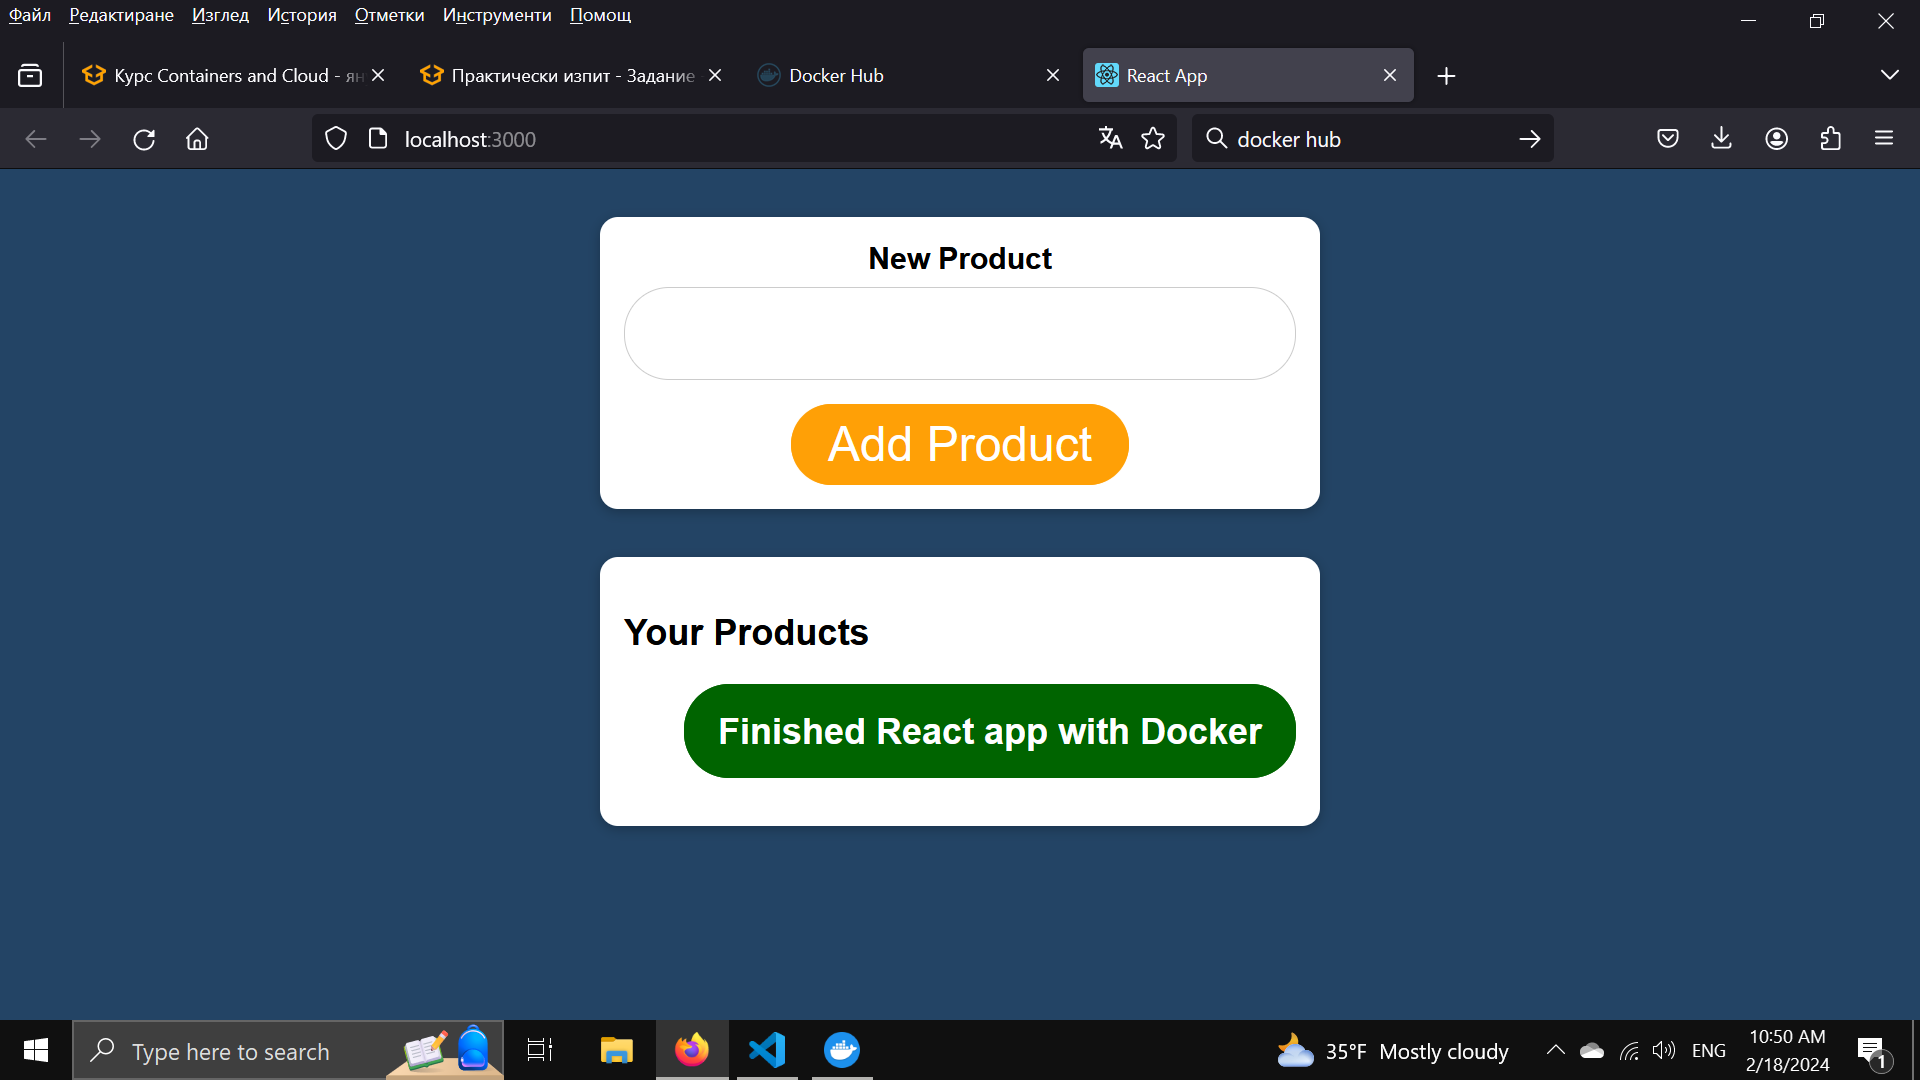 Файл Редактиране Изглед История Отметки Инструменти Помощ
Курс Containers and Cloud - ян
Практически изпит - Задание
Docker Hub
React App
localhost:3000
docker hub
New Product
Add Product
Your Products
Finished React app with Docker
Type here to search
35°F Mostly cloudy
ENG
10:50 AM
2/18/2024
1